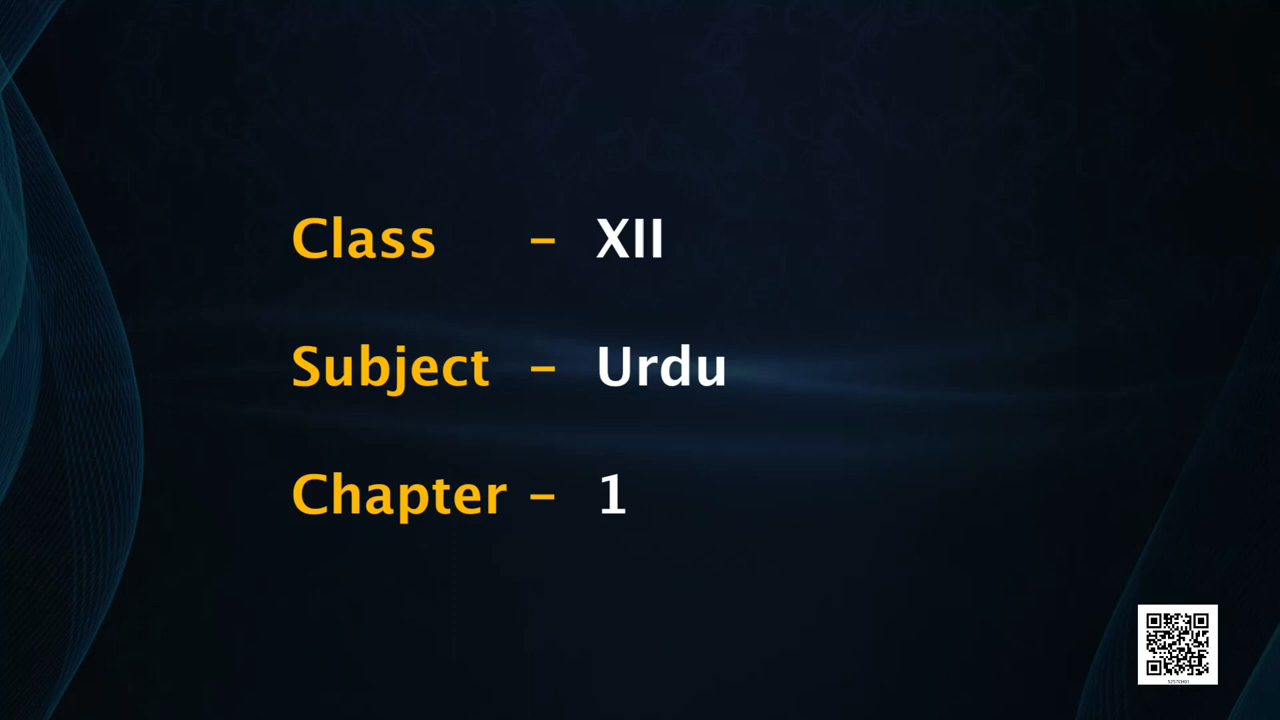 Class – XII
Subject – Urdu
Chapter – 1